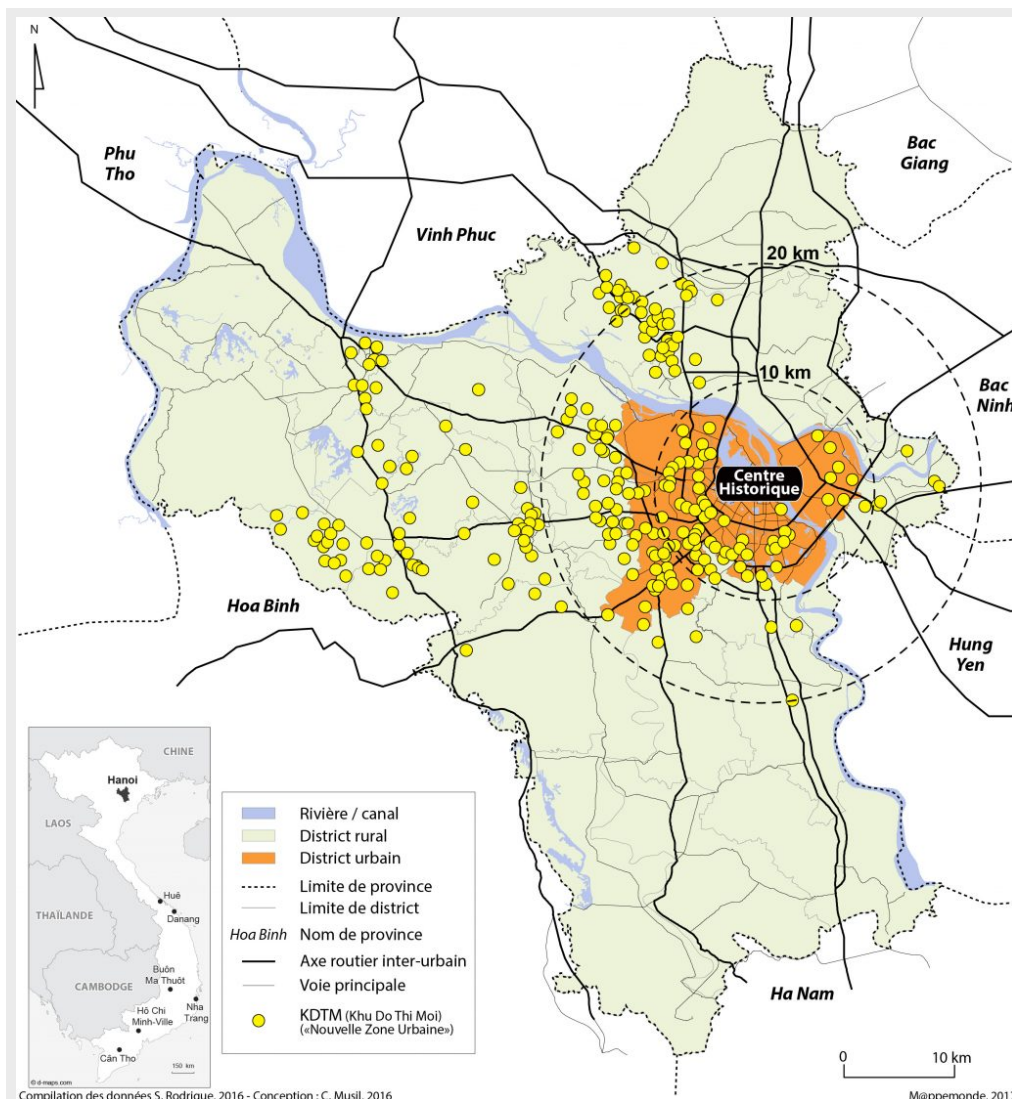 N
Phu
Tho
Vinh Phuc
Bac
Giang
20 km
10 km
Bac
Ninh
Centre
Historique
Hoa Binh
Hung
Yen
Ha Nam
CHINE
Hanoi
LAOS
THAÏLANDE
Huê
Danang
Buôn
Ma Thuôt
CAMBODGE
Hô Chi
Minh-Ville
Nha
Trang
Cân Tho
150 km
© d-maps.com
Rivière / canal
District rural
District urbain
Limite de province
Limite de district
Hoa Binh Nom de province
Axe routier inter-urbain
Voie principale
KDTM (Khu Do Thi Moi)
(«Nouvelle Zone Urbaine»)
0 10 km
Compilation des données S. Rodrigue, 2016 - Conception : C. Musil, 2016
M@ppemonde, 2017